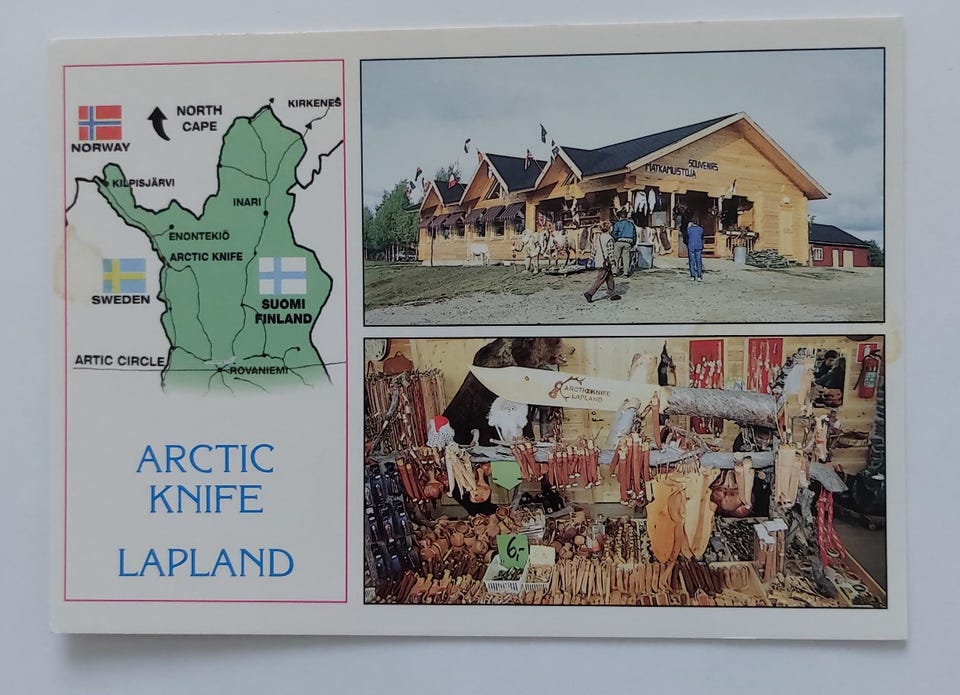 KIRKENES
NORTH
CAPE
NORWAY
KILPISJÄRVI
INARI
ENONTEKIÖ
ARCTIC KNIFE
SWEDEN
SUOMI
FINLAND
ARTIC CIRCLE
ROVANIEMI
ARCTIC
KNIFE
LAPLAND
SOUVENIRS
MATKAMUISTOJA
ARCTIC KNIFE
LAPLAND
6,-